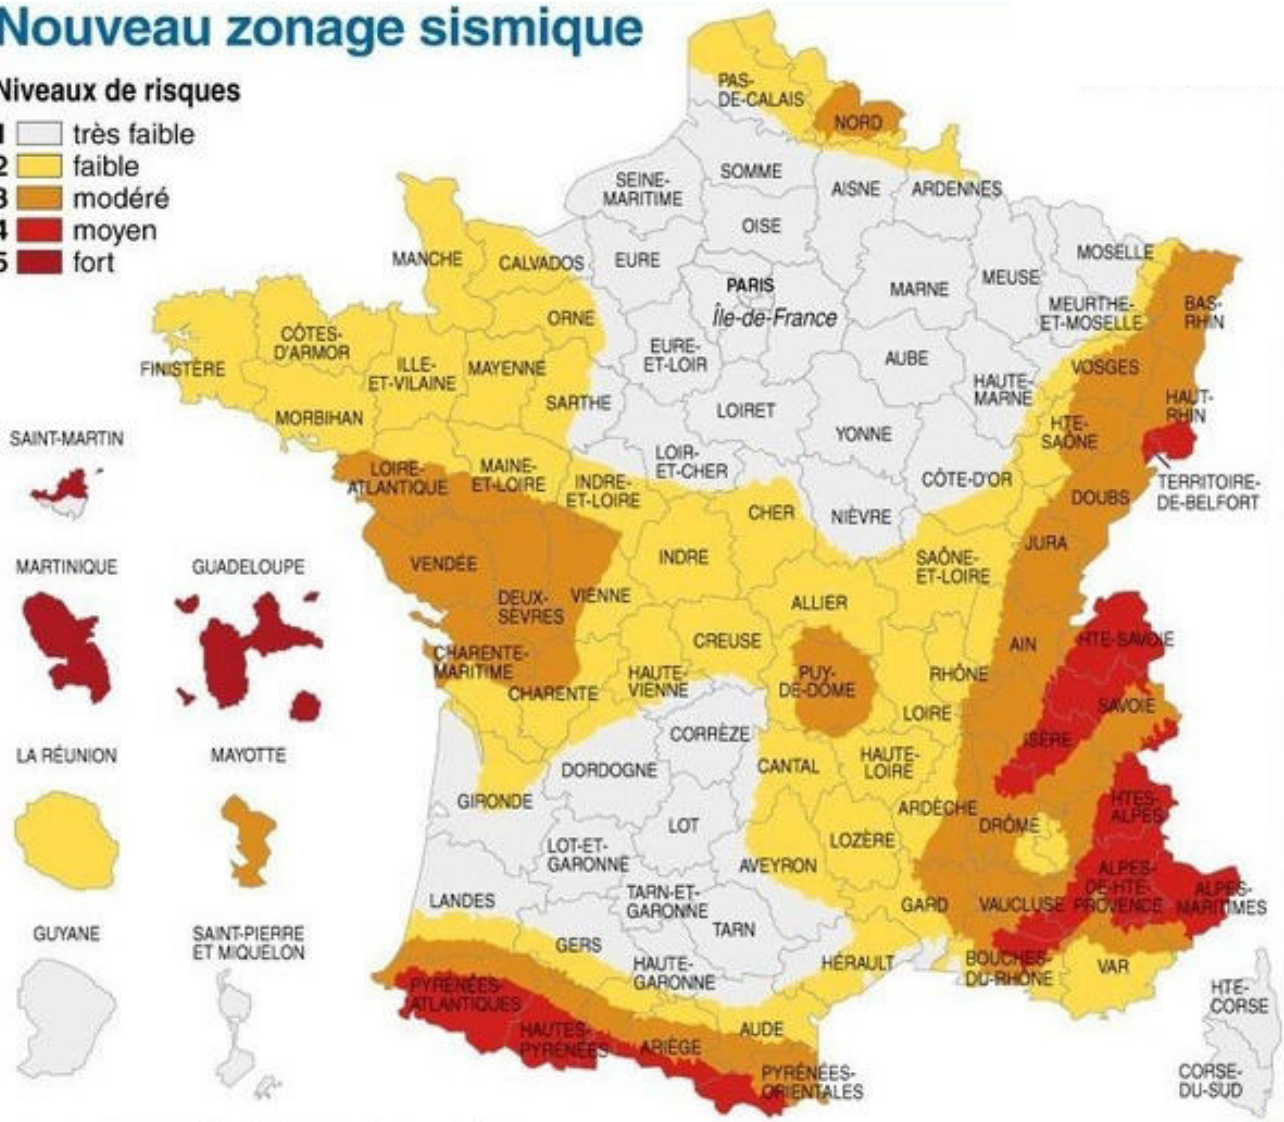 Nouveau zonage sismique
Niveaux de risques
1 très faible
2 faible
3 modéré
4 moyen
5 fort
PAS-
DE-CALAIS
NORD
SOMME
SEINE-
MARITIME
AISNE
ARDENNES
OISE
MANCHE
CALVADOS
EURE
MOSELLE
PARIS
MARNE
MEUSE
Île-de-France
ORNE
MEURTHE-
ET-MOSELLE
BAS-
RHIN
CÔTES-
D'ARMOR
FINISTÈRE
ILLE-
ET-VILAINE
MAYENNE
EURE-
ET-LOIR
AUBE
VOSGES
HAUTE-
MARNE
SARTHE
MORBIHAN
LOIRET
HAUT-
RHIN
YONNE
HTE-
SAÔNE
SAINT-MARTIN
LOIRE-
ATLANTIQUE
MAINE-
ET-LOIRE
INDRE-
ET-LOIRE
LOIR-
ET-CHER
CÔTE-D'OR
TERRITOIRE-
DE-BELFORT
CHER
NIÈVRE
DOUBS
JURA
MARTINIQUE
GUADELOUPE
VENDÉE
INDRE
SAÔNE-
ET-LOIRE
DEUX-
SÈVRES
VIENNE
ALLIER
CREUSE
AIN
HTE-SAVOIE
CHARENTE-
MARITIME
CHARENTE
HAUTE-
VIENNE
PUY-
DE-DÔME
RHÔNE
LOIRE
SAVOIE
CORRÈZE
ISÈRE
LA RÉUNION
MAYOTTE
DORDOGNE
CANTAL
HAUTE-
LOIRE
GIRONDE
ARDÈCHE
DRÔME
HTES-
ALPES
LOT
LOT-ET-
GARONNE
LOZÈRE
AVEYRON
LANDES
TARN-ET-
GARONNE
TARN
GARD
VAUCLUSE
ALPES-
DE-HTE-
PROVENCE
ALPES-
MARITIMES
GUYANE
SAINT-PIERRE
ET MIQUELON
GERS
HAUTE-
GARONNE
HÉRAULT
BOUCHES-
DU-RHÔNE
VAR
PYRÉNÉES-
ATLANTIQUES
HAUTES-
PYRÉNÉES
ARIÈGE
AUDE
PYRÉNÉES-
ORIENTALES
HTE-
CORSE
CORSE-
DU-SUD